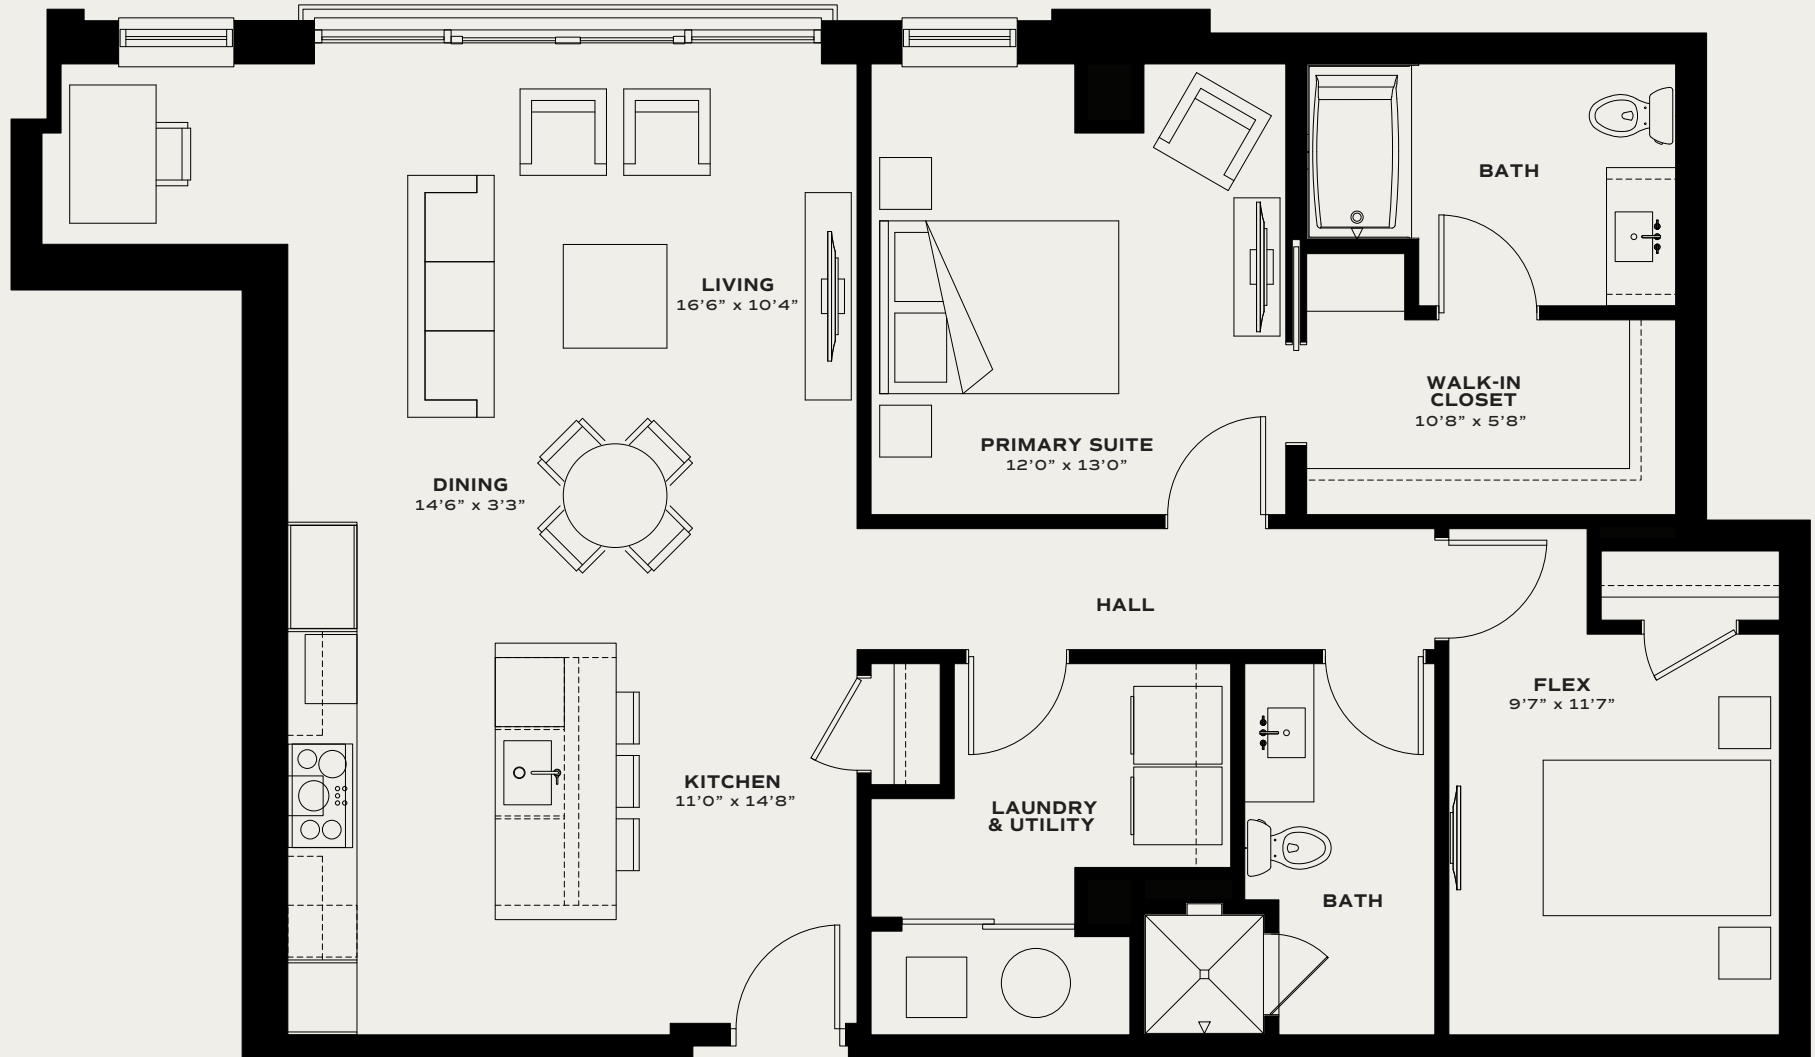 BATH
LIVING
16’6” x 10’4”
WALK-IN
CLOSET
10’8” x 5’8”
PRIMARY SUITE
12’0” x 13’0”
DINING
14’6” x 3’3”
HALL
FLEX
9’7” x 11’7”
KITCHEN
11’0” x 14’8”
LAUNDRY
& UTILITY
BATH